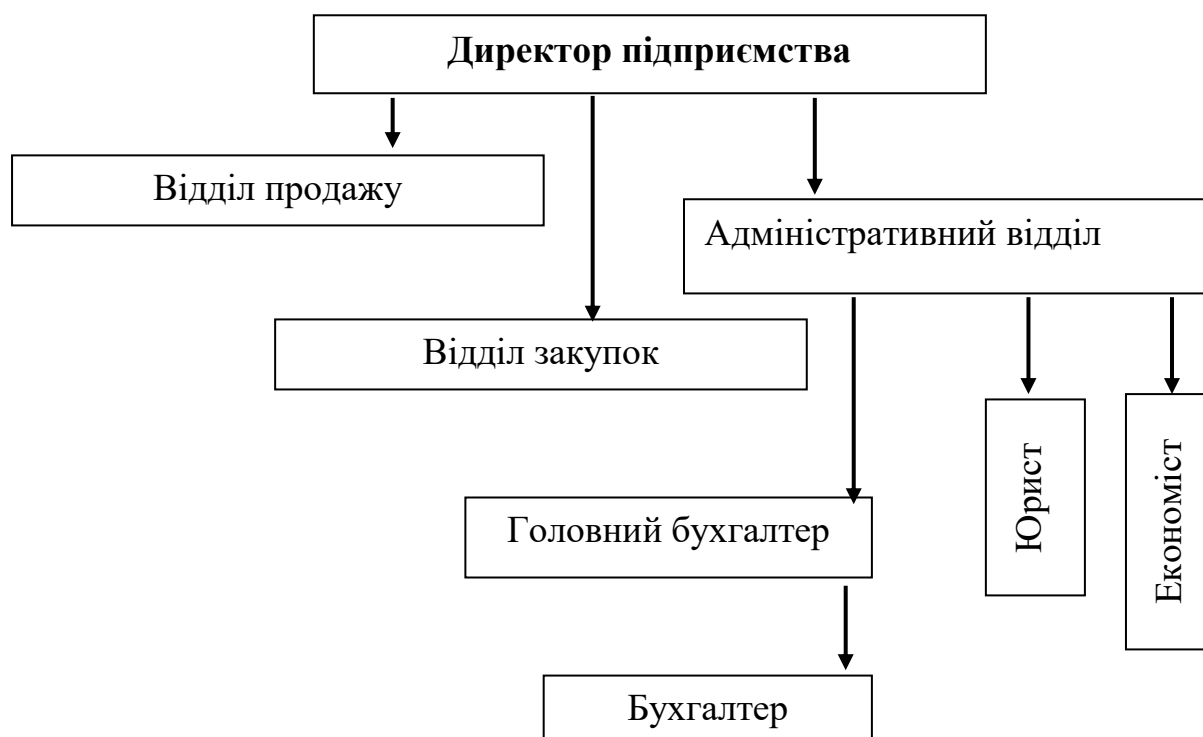 Директор підприємства
Відділ продажу
Адміністративний відділ
Відділ закупок
Головний бухгалтер
Юрист
Економіст
Бухгалтер